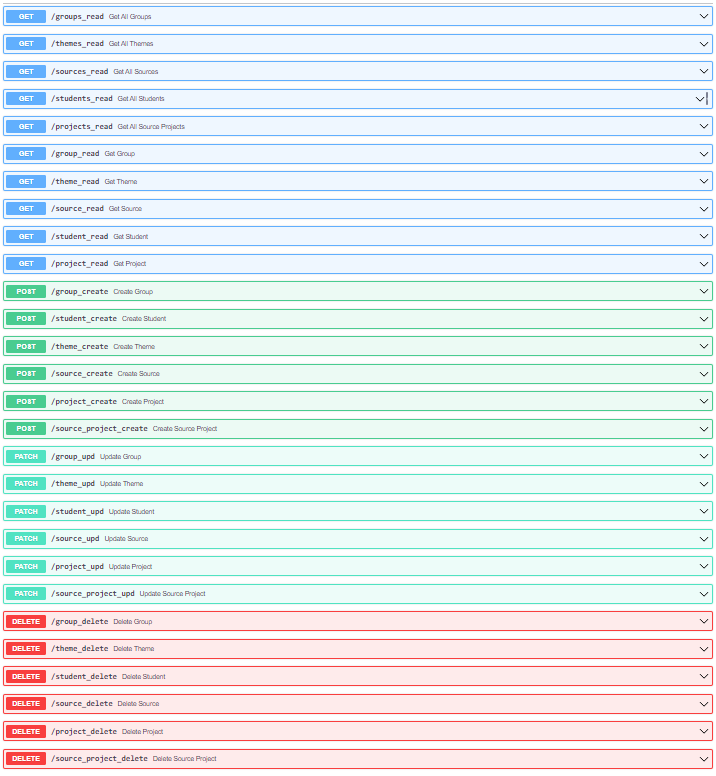 GET /groups_read Get All Groups
GET /themes_read Get All Themes
GET /sources_read Get All Sources
GET /students_read Get All Students
GET /projects_read Get All Source Projects
GET /group_read Get Group
GET /theme_read Get Theme
GET /source_read Get Source
GET /student_read Get Student
GET /project_read Get Project
POST /group_create Create Group
POST /student_create Create Student
POST /theme_create Create Theme
POST /source_create Create Source
POST /project_create Create Project
POST /source_project_create Create Source Project
PATCH /group_upd Update Group
PATCH /theme_upd Update Theme
PATCH /student_upd Update Student
PATCH /source_upd Update Source
PATCH /project_upd Update Project
PATCH /source_project_upd Update Source Project
DELETE /group_delete Delete Group
DELETE /theme_delete Delete Theme
DELETE /student_delete Delete Student
DELETE /source_delete Delete Source
DELETE /project_delete Delete Project
DELETE /source_project_delete Delete Source Project